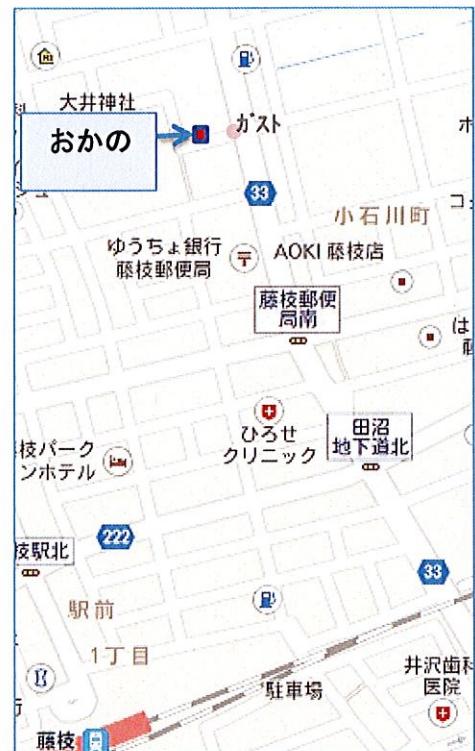 大井神社
おかの
ガスト
33
小石川町
ゆうちょ銀行
藤枝郵便局
AOKI 藤枝店
藤枝郵便
局南
ひろせ
クリニック
田沼
地下道北
枝パーク
ンホテル
222
枝駅北
33
駅前
1丁目
駐車場
井沢歯科
医院
藤枝